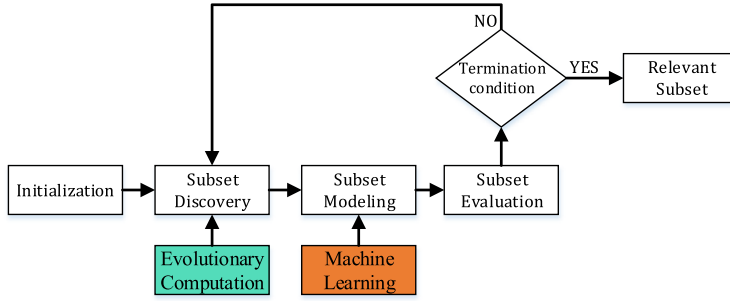 NO
Termination
condition
YES
Relevant
Subset
Initialization
Subset
Discovery
Subset
Modeling
Subset
Evaluation
Evolutionary
Computation
Machine
Learning